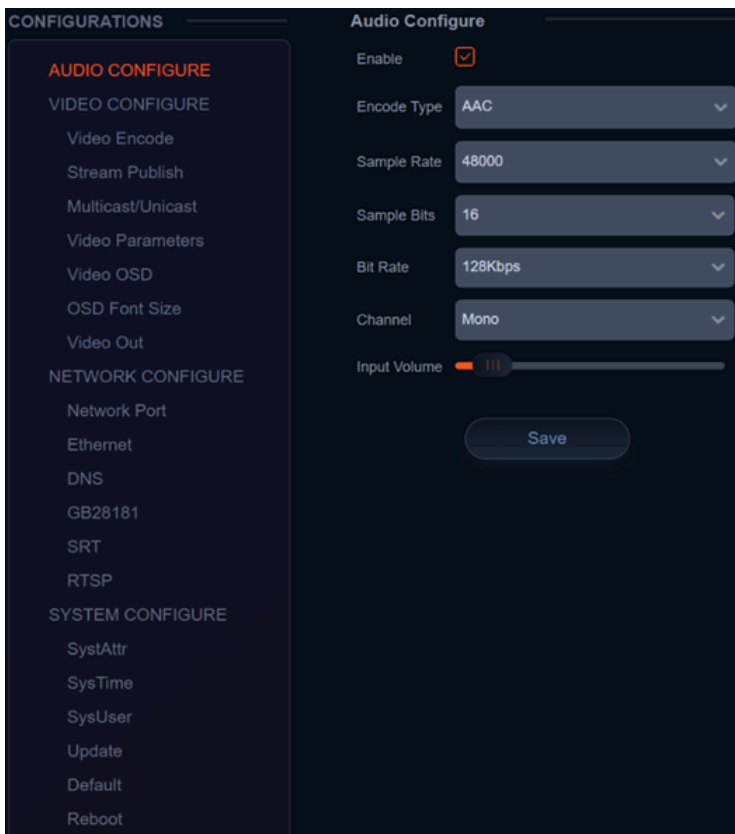 CONFIGURATIONS
AUDIO CONFIGURE
VIDEO CONFIGURE
Video Encode
Stream Publish
Multicast/Unicast
Video Parameters
Video OSD
OSD Font Size
Video Out
NETWORK CONFIGURE
Network Port
Ethernet
DNS
GB28181
SRT
RTSP
SYSTEM CONFIGURE
SystAttr
SysTime
SysUser
Update
Default
Reboot
Audio Configure
Enable
Encode Type AAC
Sample Rate 48000
Sample Bits 16
Bit Rate 128Kbps
Channel Mono
Input Volume
Save